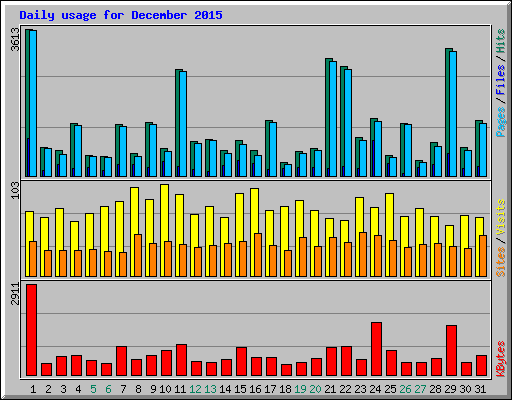 Daily usage for December 2015
3613
Pages / Files / Hits
103
Sites / Visits
2911
KBytes
1 2 3 4 5 6 7 8 9 10 11 12 13 14 15 16 17 18 19 20 21 22 23 24 25 26 27 28 29 30 31